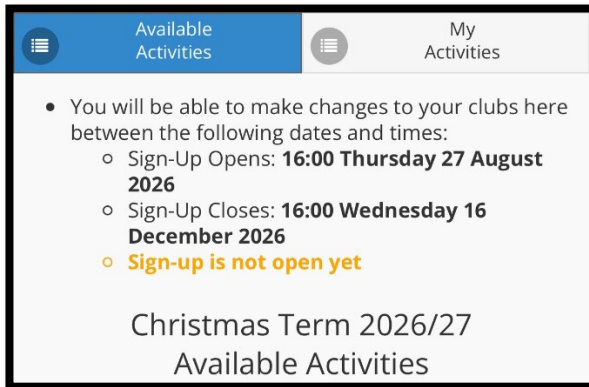 Available
Activities
My
Activities
You will be able to make changes to your clubs here
between the following dates and times:
Sign-Up Opens: 16:00 Thursday 27 August
2026
Sign-Up Closes: 16:00 Wednesday 16
December 2026
Sign-up is not open yet
Christmas Term 2026/27
Available Activities